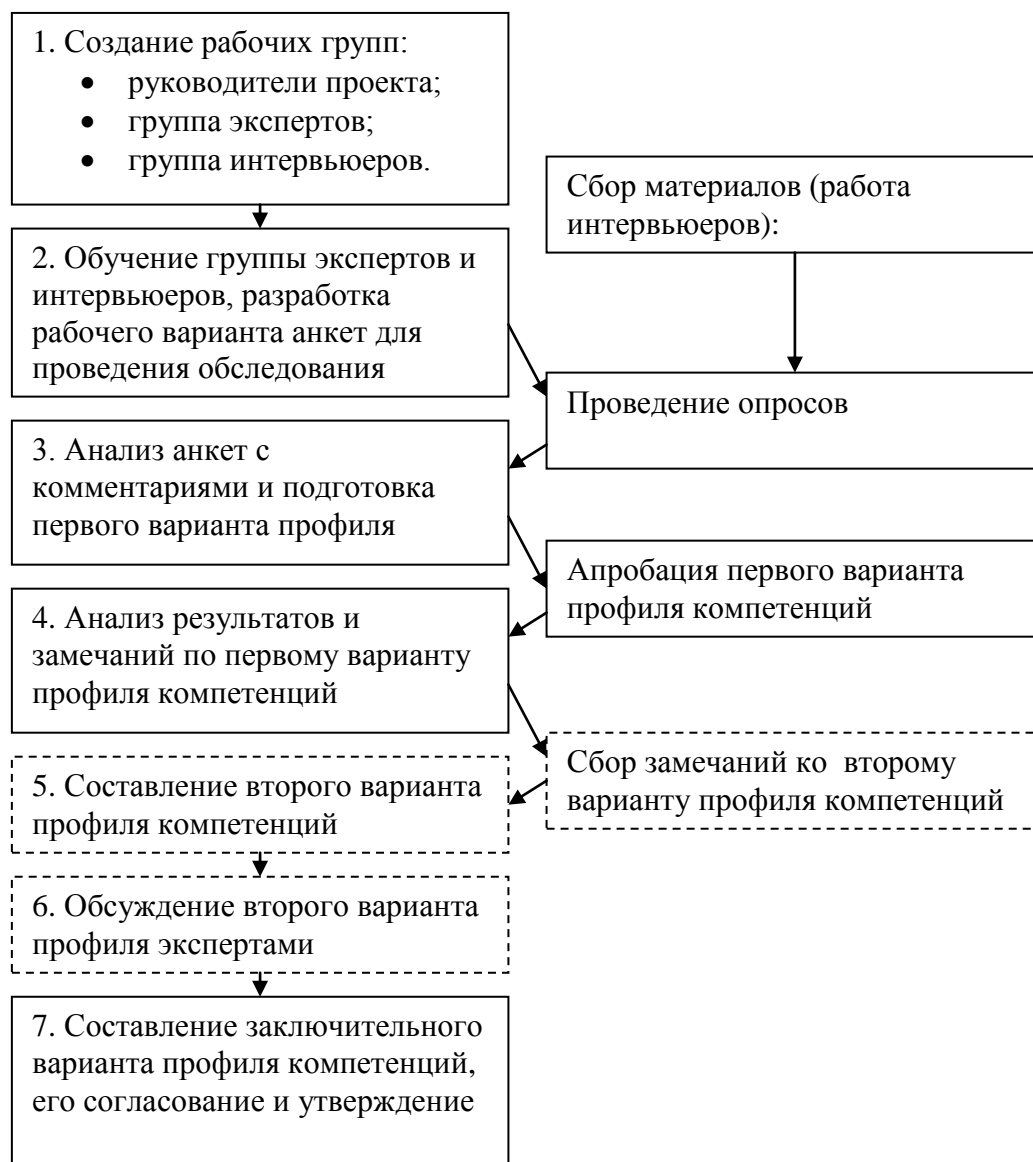 1. Создание рабочих групп:
• руководители проекта;
• группа экспертов;
• группа интервьюеров.
Сбор материалов (работа
интервьюеров):
2. Обучение группы экспертов и
интервьюеров, разработка
рабочего варианта анкет для
проведения обследования
Проведение опросов
3. Анализ анкет с
комментариями и подготовка
первого варианта профиля
Апробация первого варианта
профиля компетенций
4. Анализ результатов и
замечаний по первому варианту
профиля компетенций
Сбор замечаний ко  второму
варианту профиля компетенций
5. Составление второго варианта
профиля компетенций
6. Обсуждение второго варианта
профиля экспертами
7. Составление заключительного
варианта профиля компетенций,
его согласование и утверждение